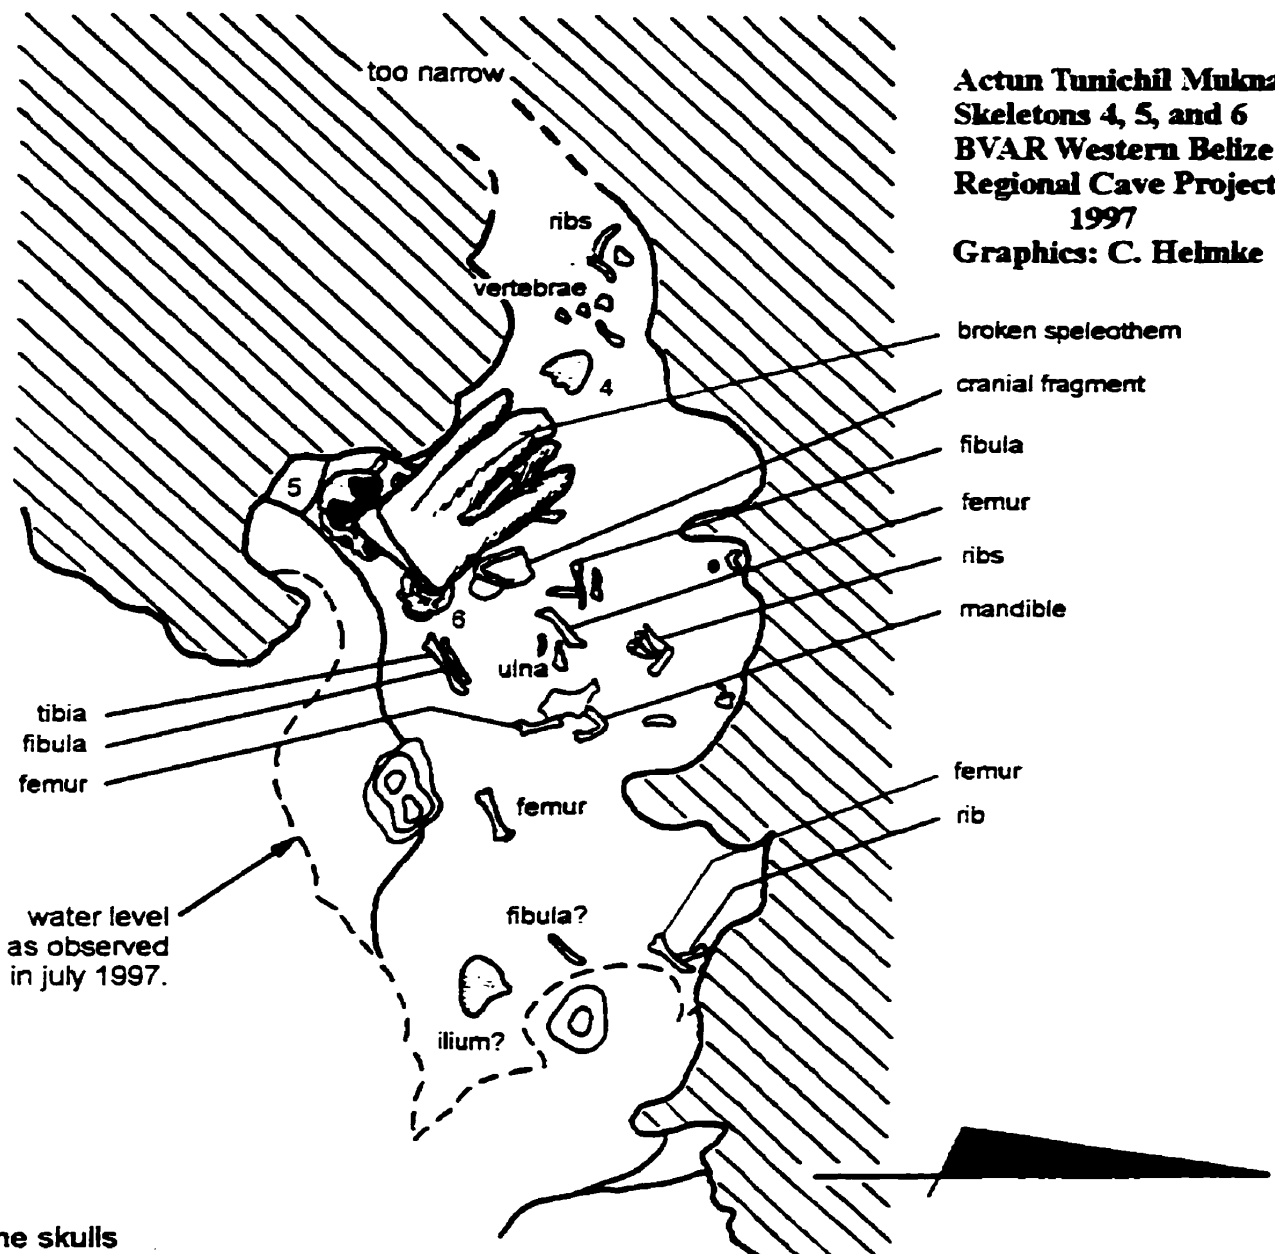 too narrow
Actun Tunichil Mukna
Skeletons 4, 5, and 6
BVAR Western Belize
Regional Cave Project
1997
Graphics: C. Helmke
ribs
vertebrae
4
broken speleothem
cranial fragment
fibula
femur
ribs
mandible
5
6
ulna
tibia
fibula
femur
femur
femur
rib
water level
as observed
in july 1997.
fibula?
ilium?
skulls